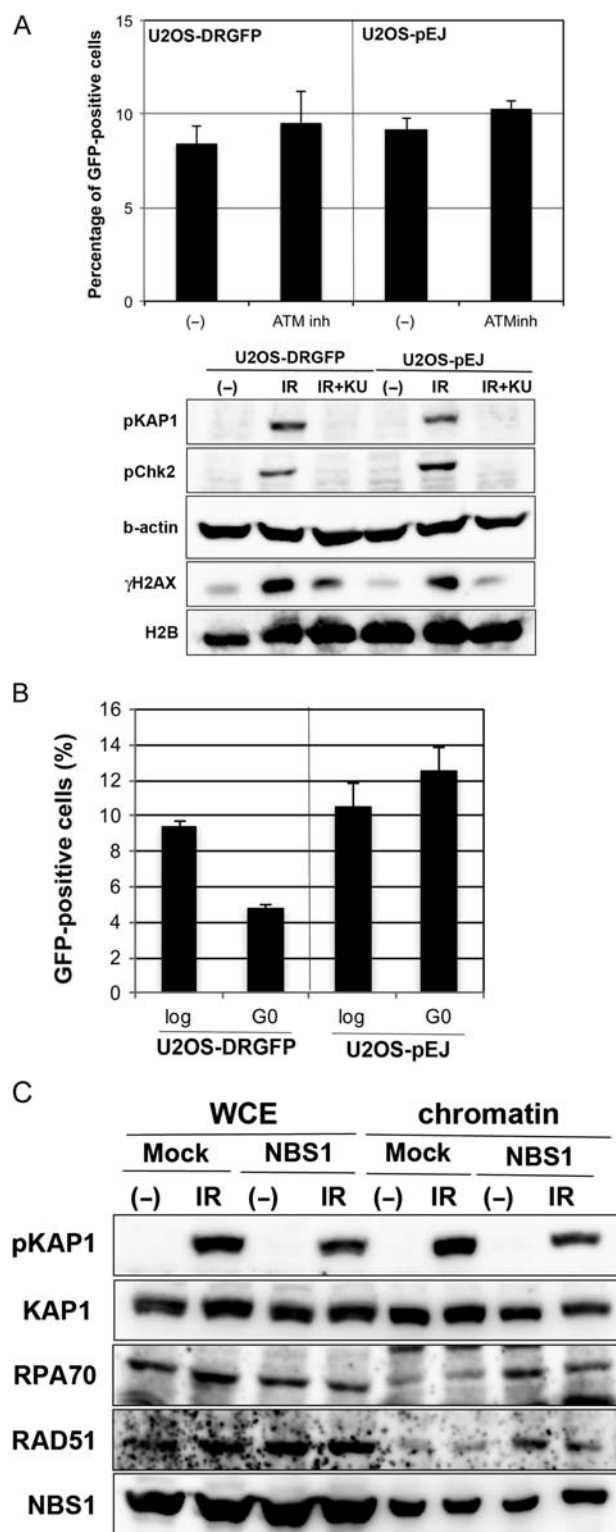 A
U2OS-DRGFP U2OS-pEJ
Percentage of GFP-positive cells
15
10
5
0
(–) ATM inh (–) ATMinh
U2OS-DRGFP U2OS-pEJ
(–) IR IR+KU (–) IR IR+KU
pKAP1
pChk2
b-actin
γH2AX
H2B
B
GFP-positive cells (%)
16
14
12
10
8
6
4
2
0
log G0 log G0
U2OS-DRGFP U2OS-pEJ
C
WCE chromatin
Mock NBS1 Mock NBS1
(–) IR (–) IR (–) IR (–) IR
pKAP1
KAP1
RPA70
RAD51
NBS1